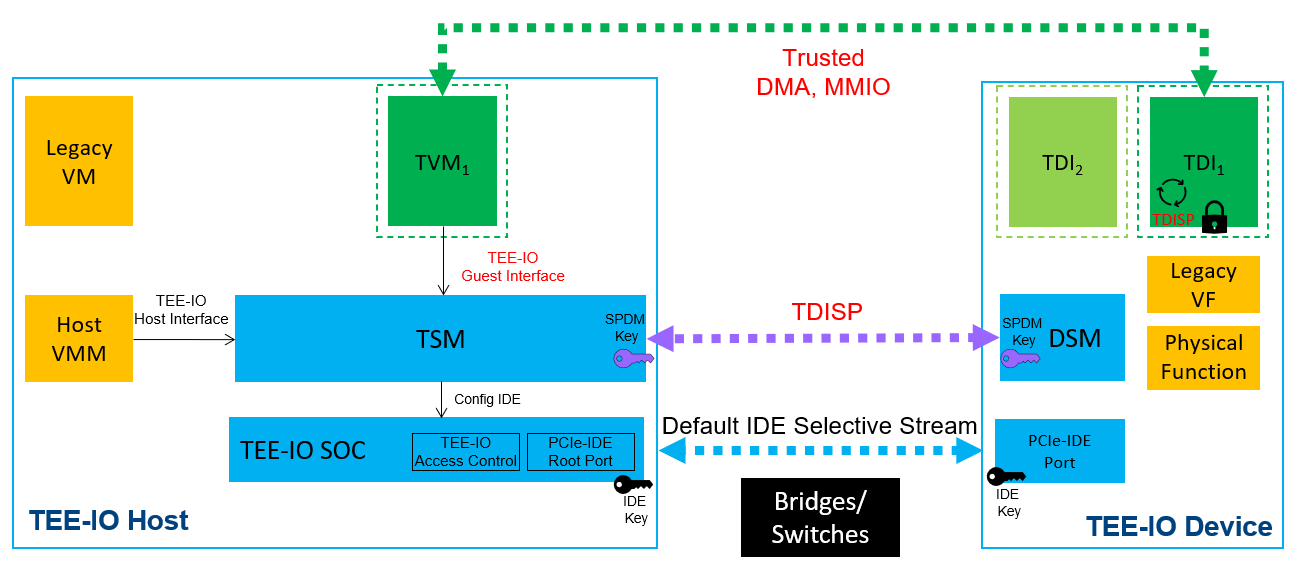 Trusted
DMA, MMIO
Legacy
VM
TVM1
TDI2
TDI1
TDISP
TEE-IO
Guest Interface
Legacy
VF
TEE-IO
Host Interface
Host
VMM
TSM
SPDM
Key
TDISP
SPDM
Key
DSM
Physical
Function
Config IDE
TEE-IO SOC
TEE-IO
Access Control
PCIe-IDE
Root Port
IDE
Key
Default IDE Selective Stream
PCIe-IDE
Port
IDE
Key
Bridges/
Switches
TEE-IO Host
TEE-IO Device